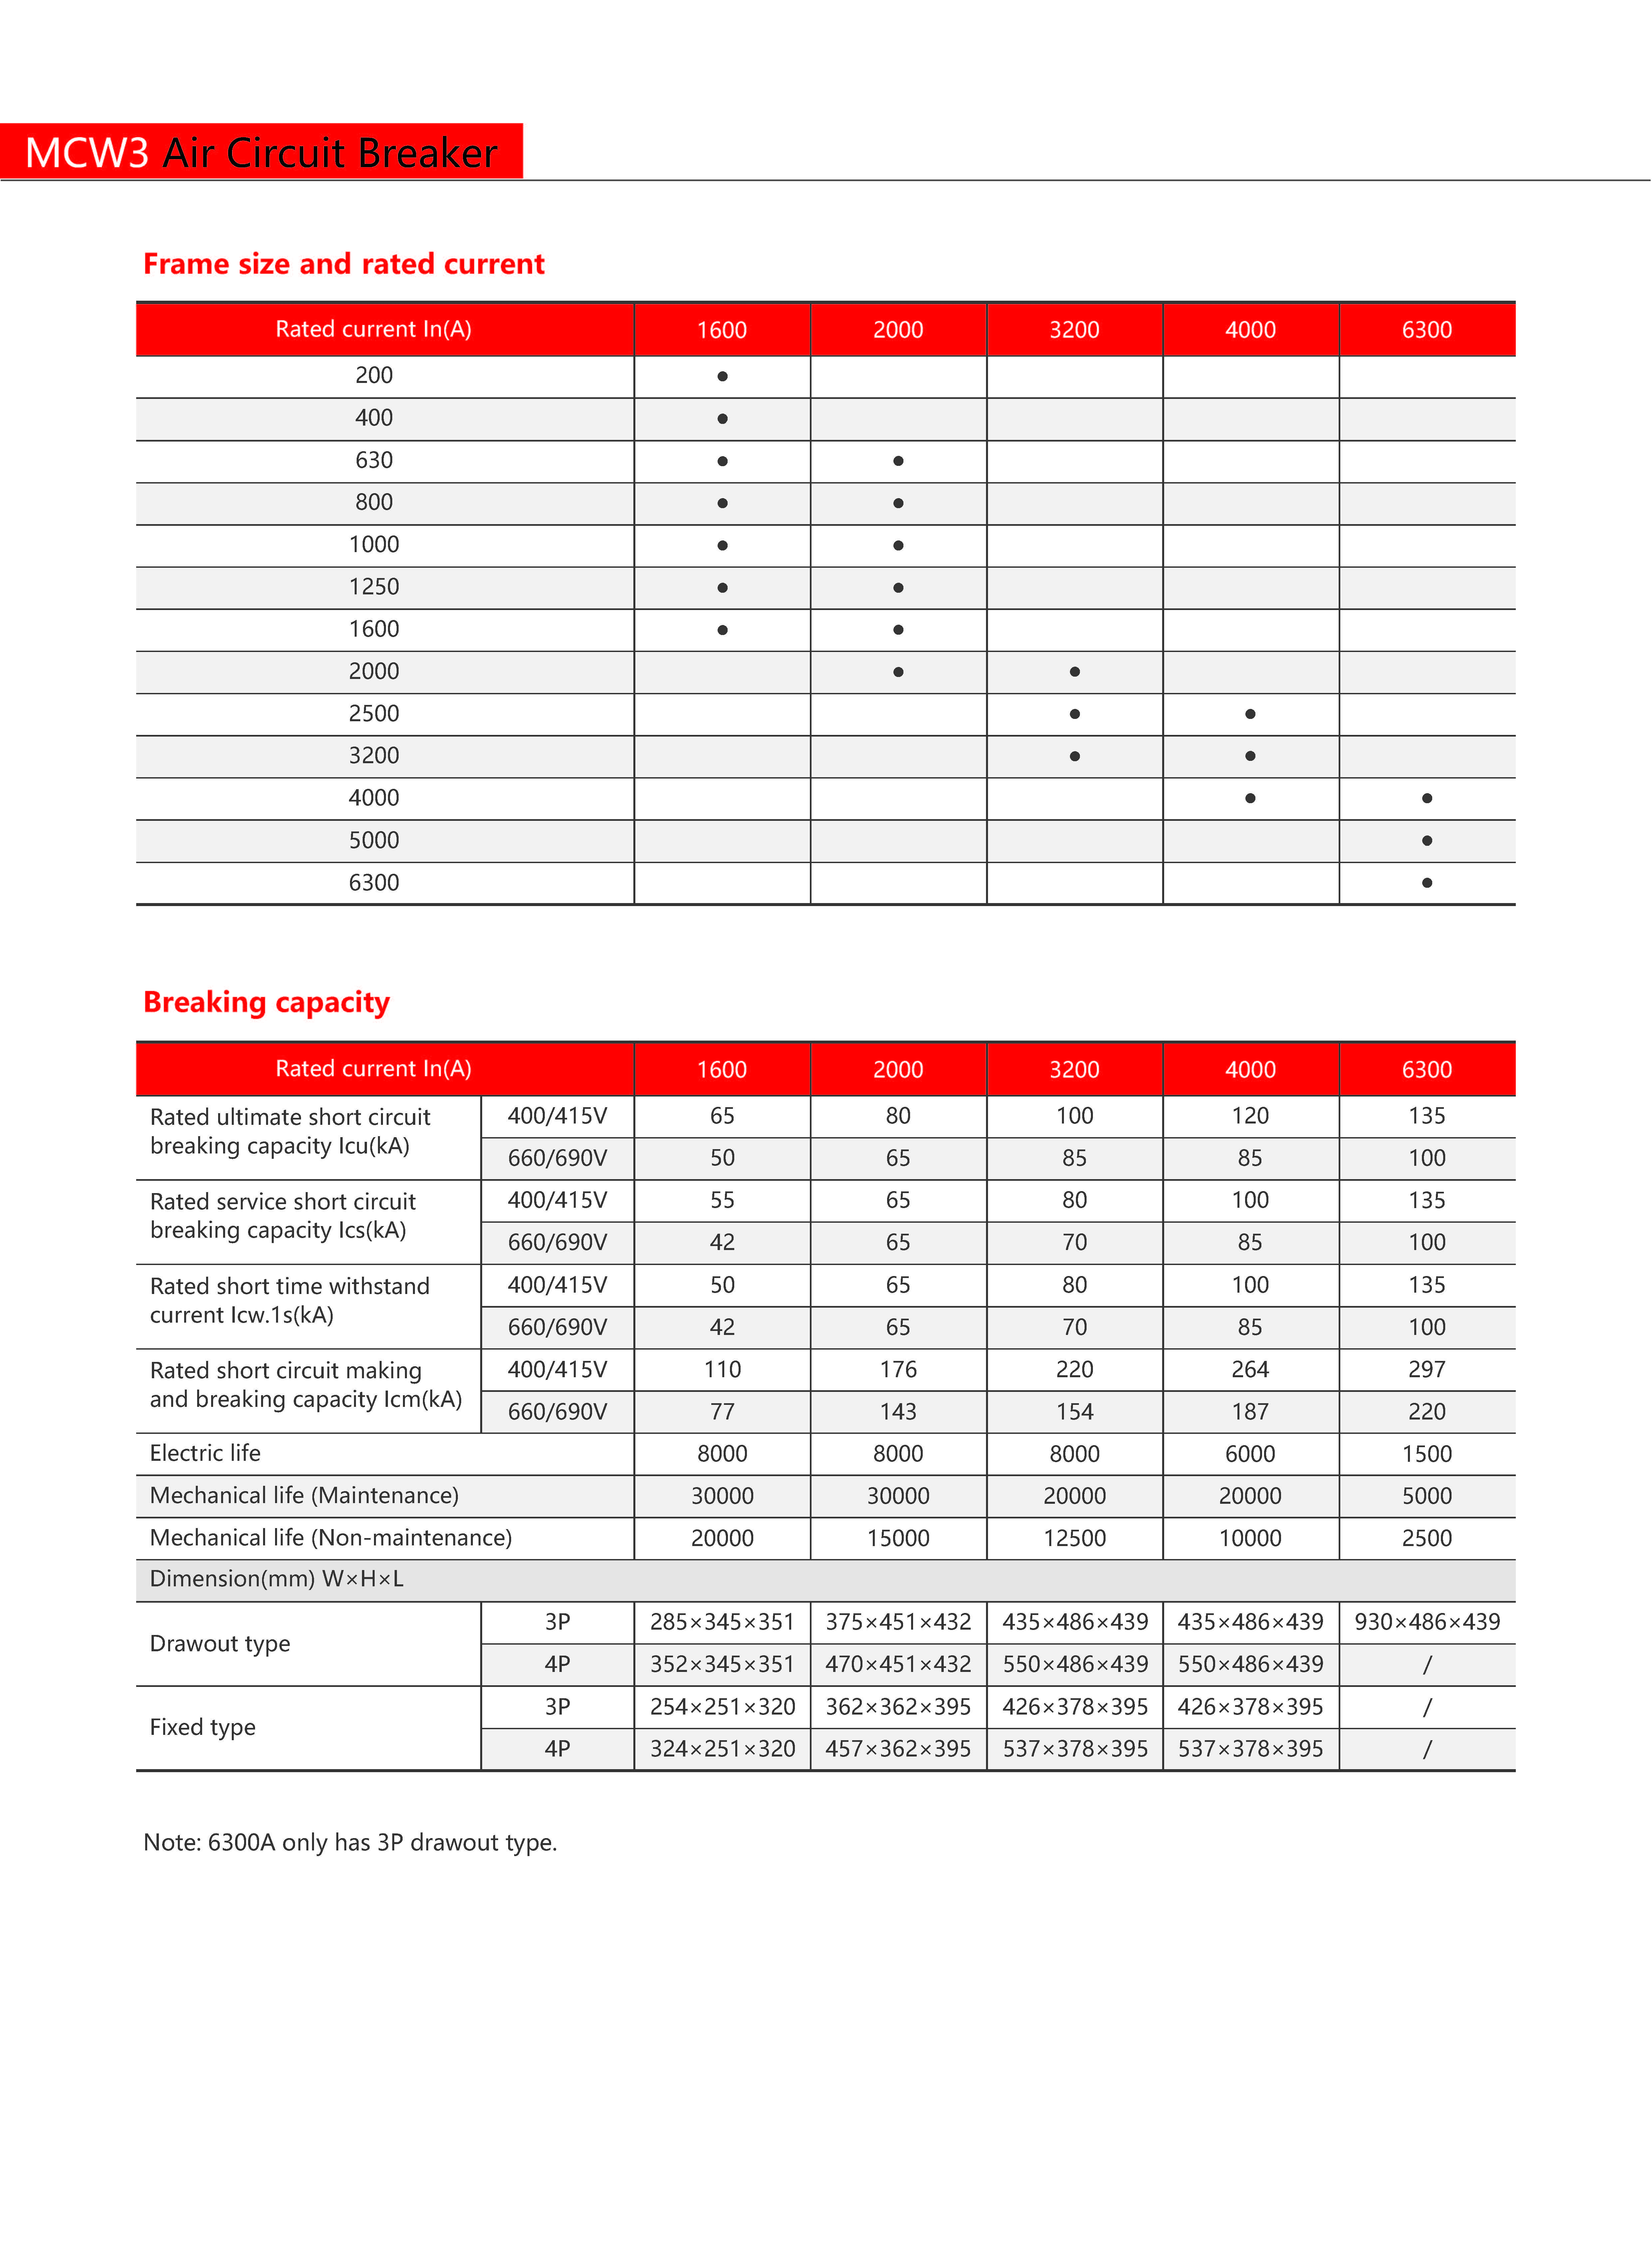 MCW3 Air Circuit Breaker
Frame size and rated current
Rated current In(A) 1600 2000 3200 4000 6300
200 •
400 •
630 • •
800 • •
1000 • •
1250 • •
1600 • •
2000 • •
2500 • •
3200 • •
4000 • •
5000 •
6300 •
Breaking capacity
Rated current In(A) 1600 2000 3200 4000 6300
Rated ultimate short circuit
breaking capacity Icu(kA)
400/415V 65 80 100 120 135
660/690V 50 65 85 85 100
Rated service short circuit
breaking capacity Ics(kA)
400/415V 55 65 80 100 135
660/690V 42 65 70 85 100
Rated short time withstand
current Icw.1s(kA)
400/415V 50 65 80 100 135
660/690V 42 65 70 85 100
Rated short circuit making
and breaking capacity Icm(kA)
400/415V 110 176 220 264 297
660/690V 77 143 154 187 220
Electric life 8000 8000 8000 6000 1500
Mechanical life (Maintenance) 30000 30000 20000 20000 5000
Mechanical life (Non-maintenance) 20000 15000 12500 10000 2500
Dimension(mm) W×H×L
Drawout type
3P 285×345×351 375×451×432 435×486×439 435×486×439 930×486×439
4P 352×345×351 470×451×432 550×486×439 550×486×439 /
Fixed type
3P 254×251×320 362×362×395 426×378×395 426×378×395 /
4P 324×251×320 457×362×395 537×378×395 537×378×395 /
Note: 6300A only has 3P drawout type.